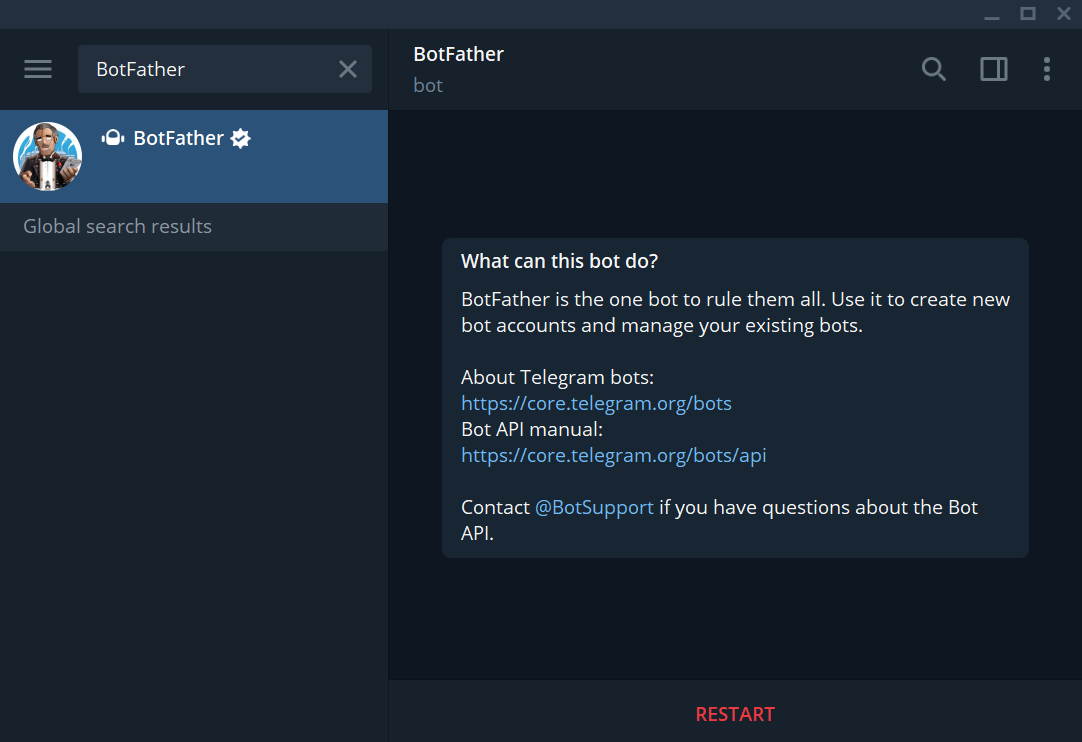 BotFather
BotFather
bot
BotFather
Global search results
What can this bot do?
BotFather is the one bot to rule them all. Use it to create new
bot accounts and manage your existing bots.
About Telegram bots:
https://core.telegram.org/bots
Bot API manual:
https://core.telegram.org/bots/api
Contact @BotSupport if you have questions about the Bot
API.
RESTART